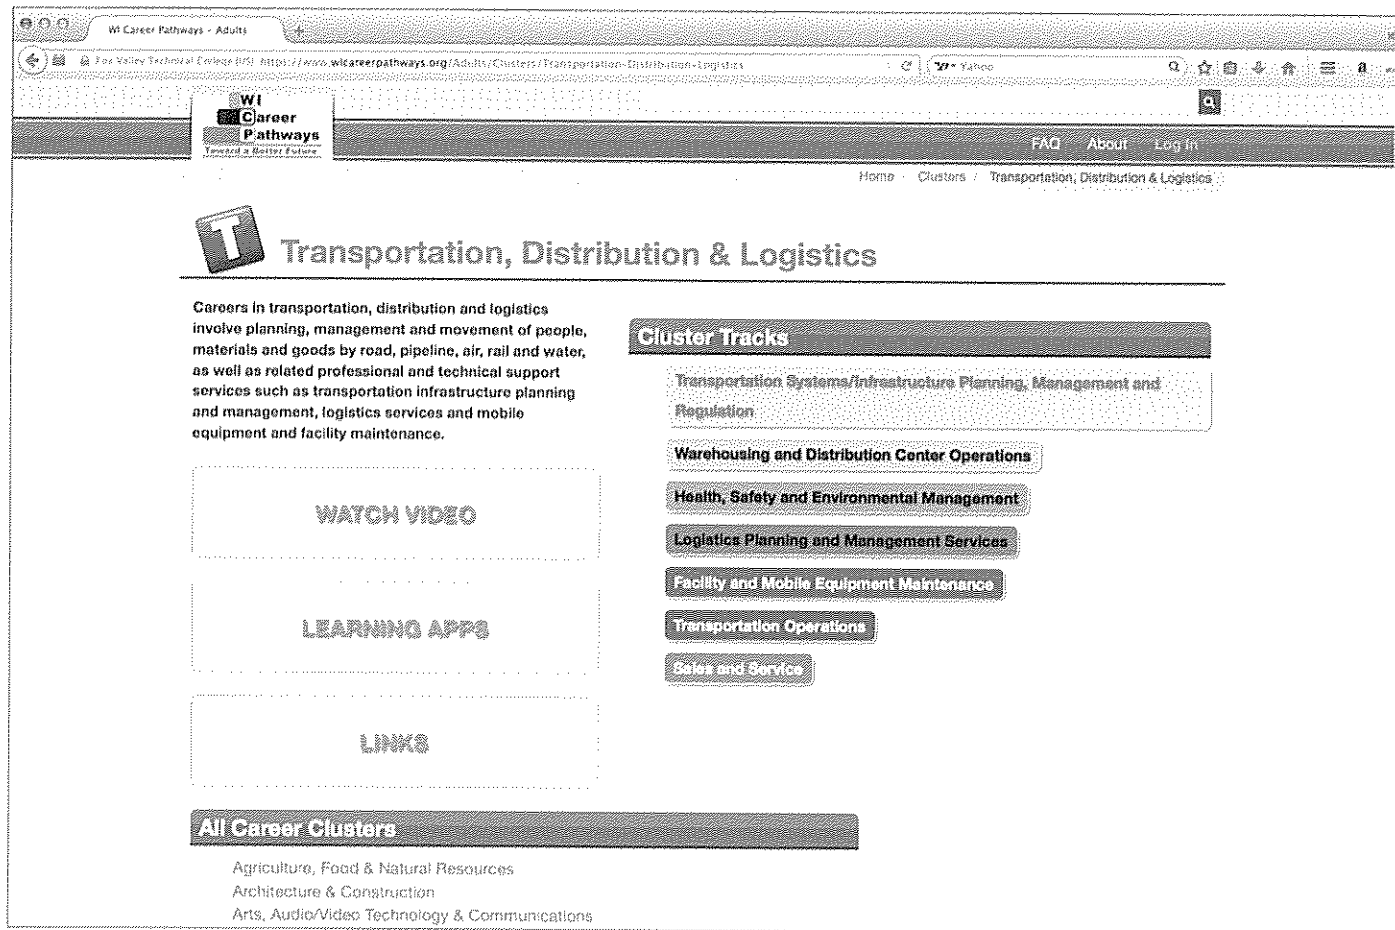 WI Career Pathways - Adults
Fox Valley Technical College (US) https://www.wicareerpathways.org/Adults/Clusters/Transportation-Distribution-Logistics
Yahoo
WI
Career
Pathways
Toward a Better Future
FAQ About Log In
Home / Clusters / Transportation, Distribution & Logistics
T
Transportation, Distribution & Logistics
Careers in transportation, distribution and logistics
involve planning, management and movement of people,
materials and goods by road, pipeline, air, rail and water,
as well as related professional and technical support
services such as transportation infrastructure planning
and management, logistics services and mobile
equipment and facility maintenance.
WATCH VIDEO
LEARNING APPS
LINKS
Cluster Tracks
Transportation Systems/Infrastructure Planning, Management and
Regulation
Warehousing and Distribution Center Operations
Health, Safety and Environmental Management
Logistics Planning and Management Services
Facility and Mobile Equipment Maintenance
Transportation Operations
Sales and Service
All Career Clusters
Agriculture, Food & Natural Resources
Architecture & Construction
Arts, Audio/Video Technology & Communications